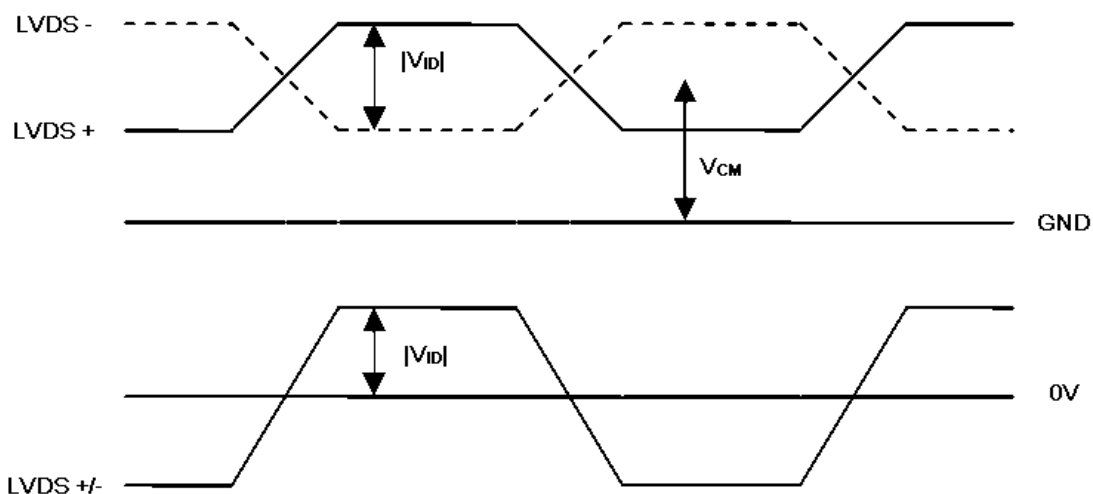 LVDS -
|VID|
LVDS +
VCM
GND
|VID|
0V
LVDS +/-